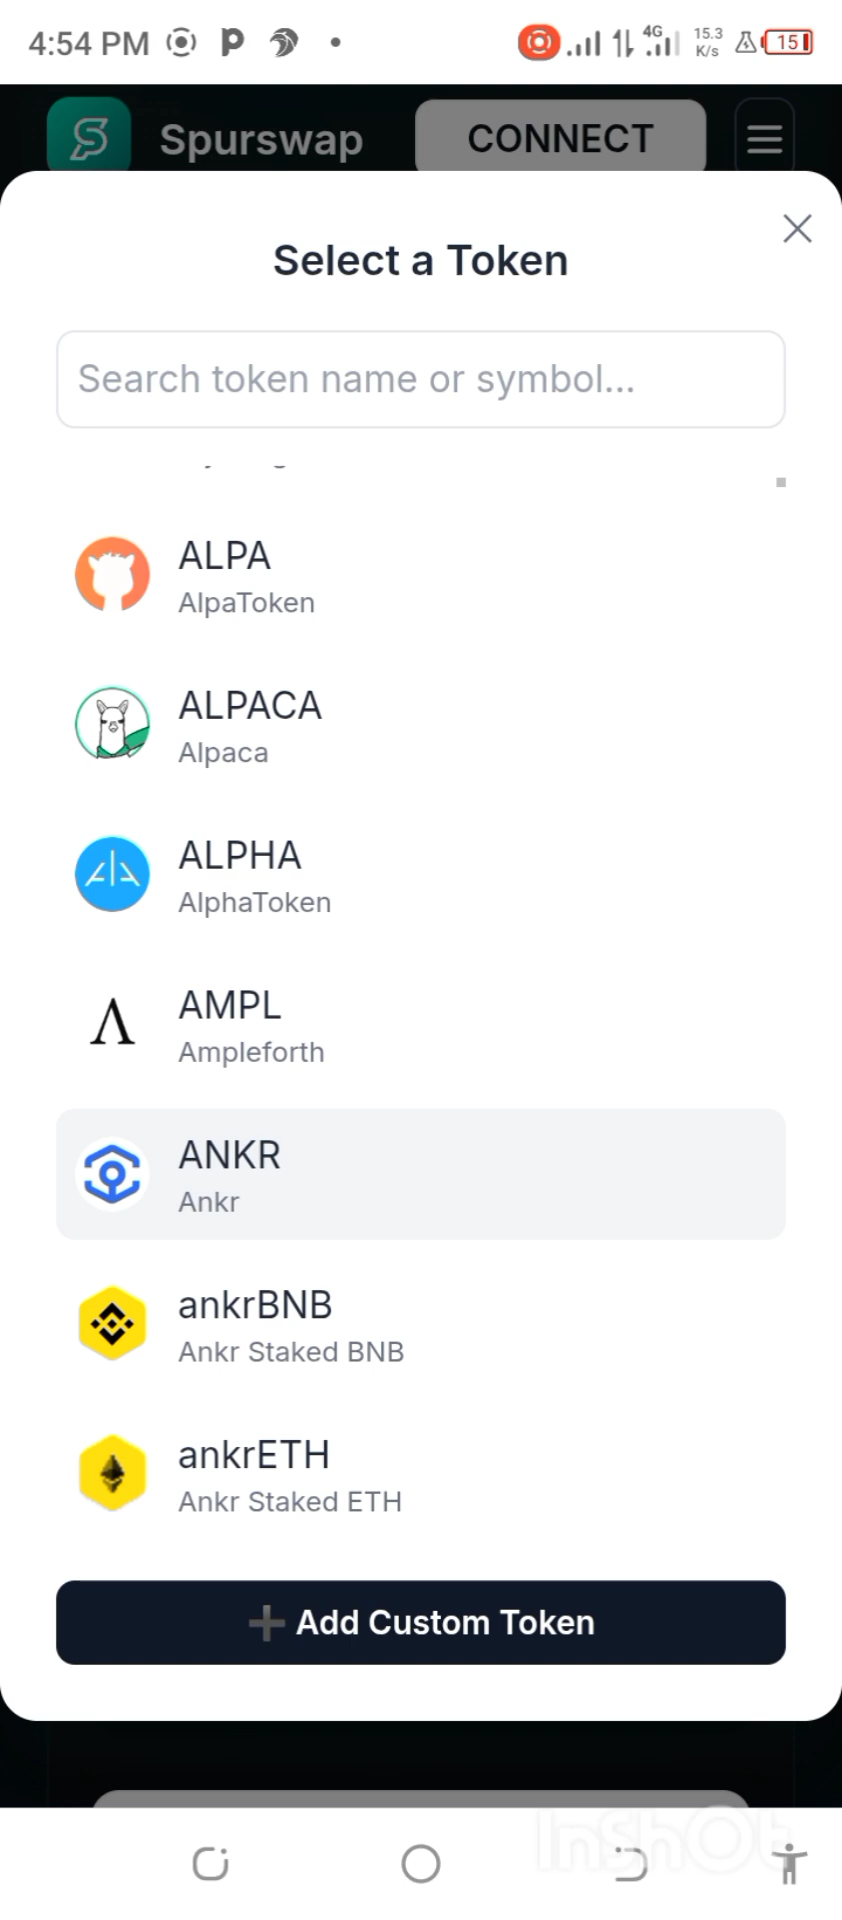 4:54 PM
4G
15.3
K/s
15
Spurswap
CONNECT
Select a Token
Search token name or symbol...
ALPA
AlpaToken
ALPACA
Alpaca
ALPHA
AlphaToken
AMPL
Ampleforth
ANKR
Ankr
ankrBNB
Ankr Staked BNB
ankrETH
Ankr Staked ETH
➕ Add Custom Token
InShOt